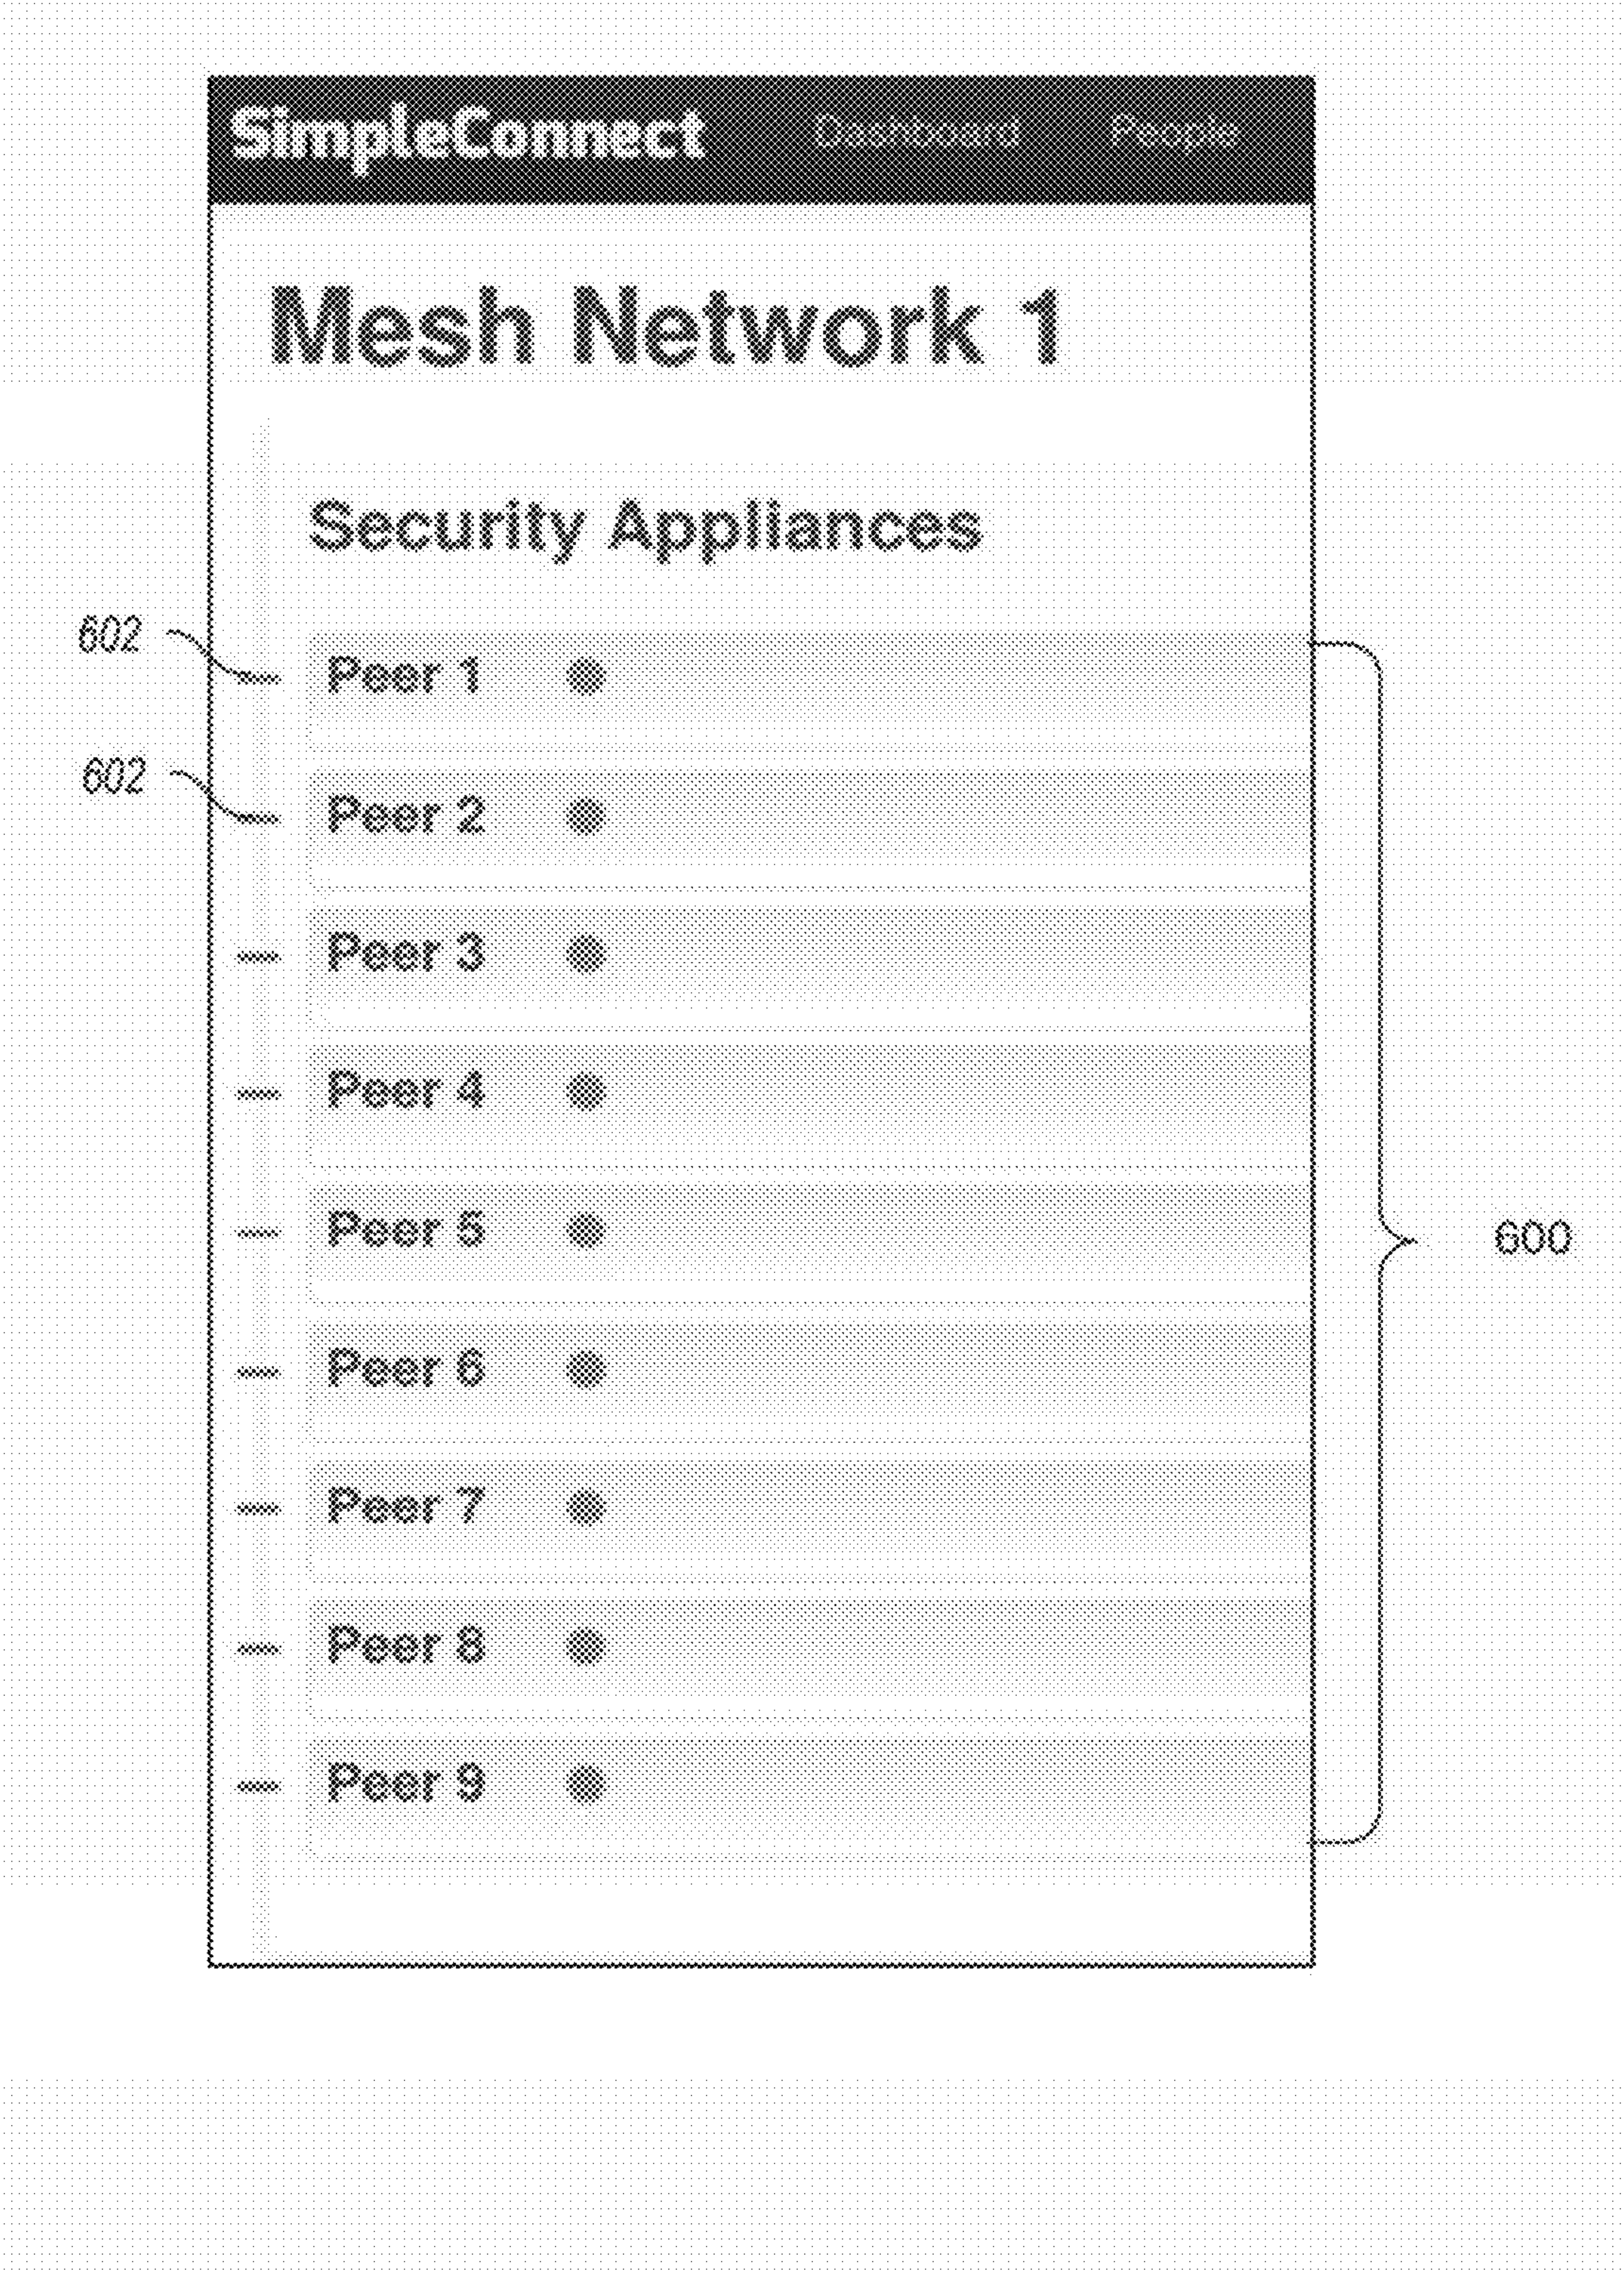 SimpleConnect Dashboard People
Mesh Network 1
Security Appliances
602
Peer 1
602
Peer 2
Peer 3
Peer 4
Peer 5
600
Peer 6
Peer 7
Peer 8
Peer 9